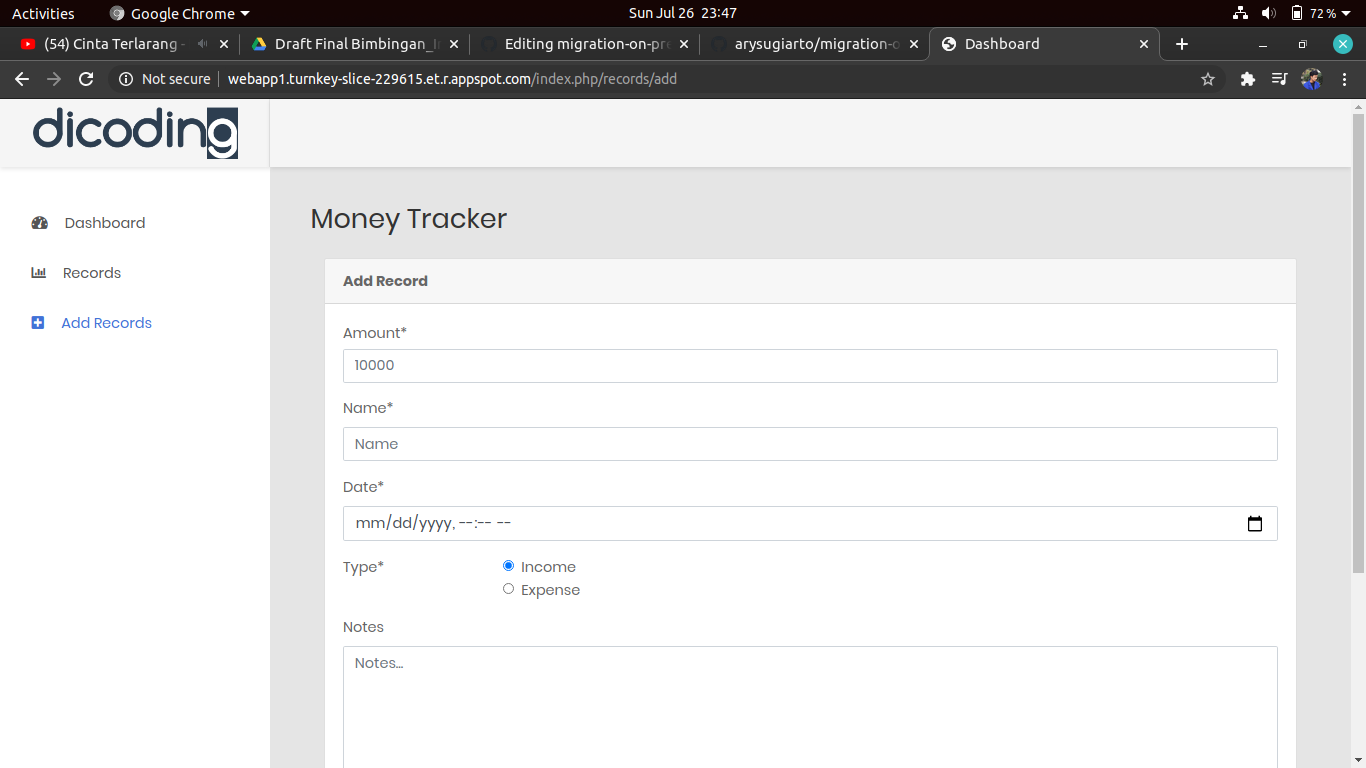 Activities Google Chrome Sun Jul 26 23:47 72 %
(54) Cinta Terlarang - Draft Final Bimbingan_I Editing migration-on-pre arysugiarto/migration-o Dashboard
Not secure webapp1.turnkey-slice-229615.et.r.appspot.com/index.php/records/add
dicoding
Dashboard
Records
Add Records
Money Tracker
Add Record
Amount*
10000
Name*
Name
Date*
mm/dd/yyyy, --:-- --
Type* Income
Expense
Notes
Notes...